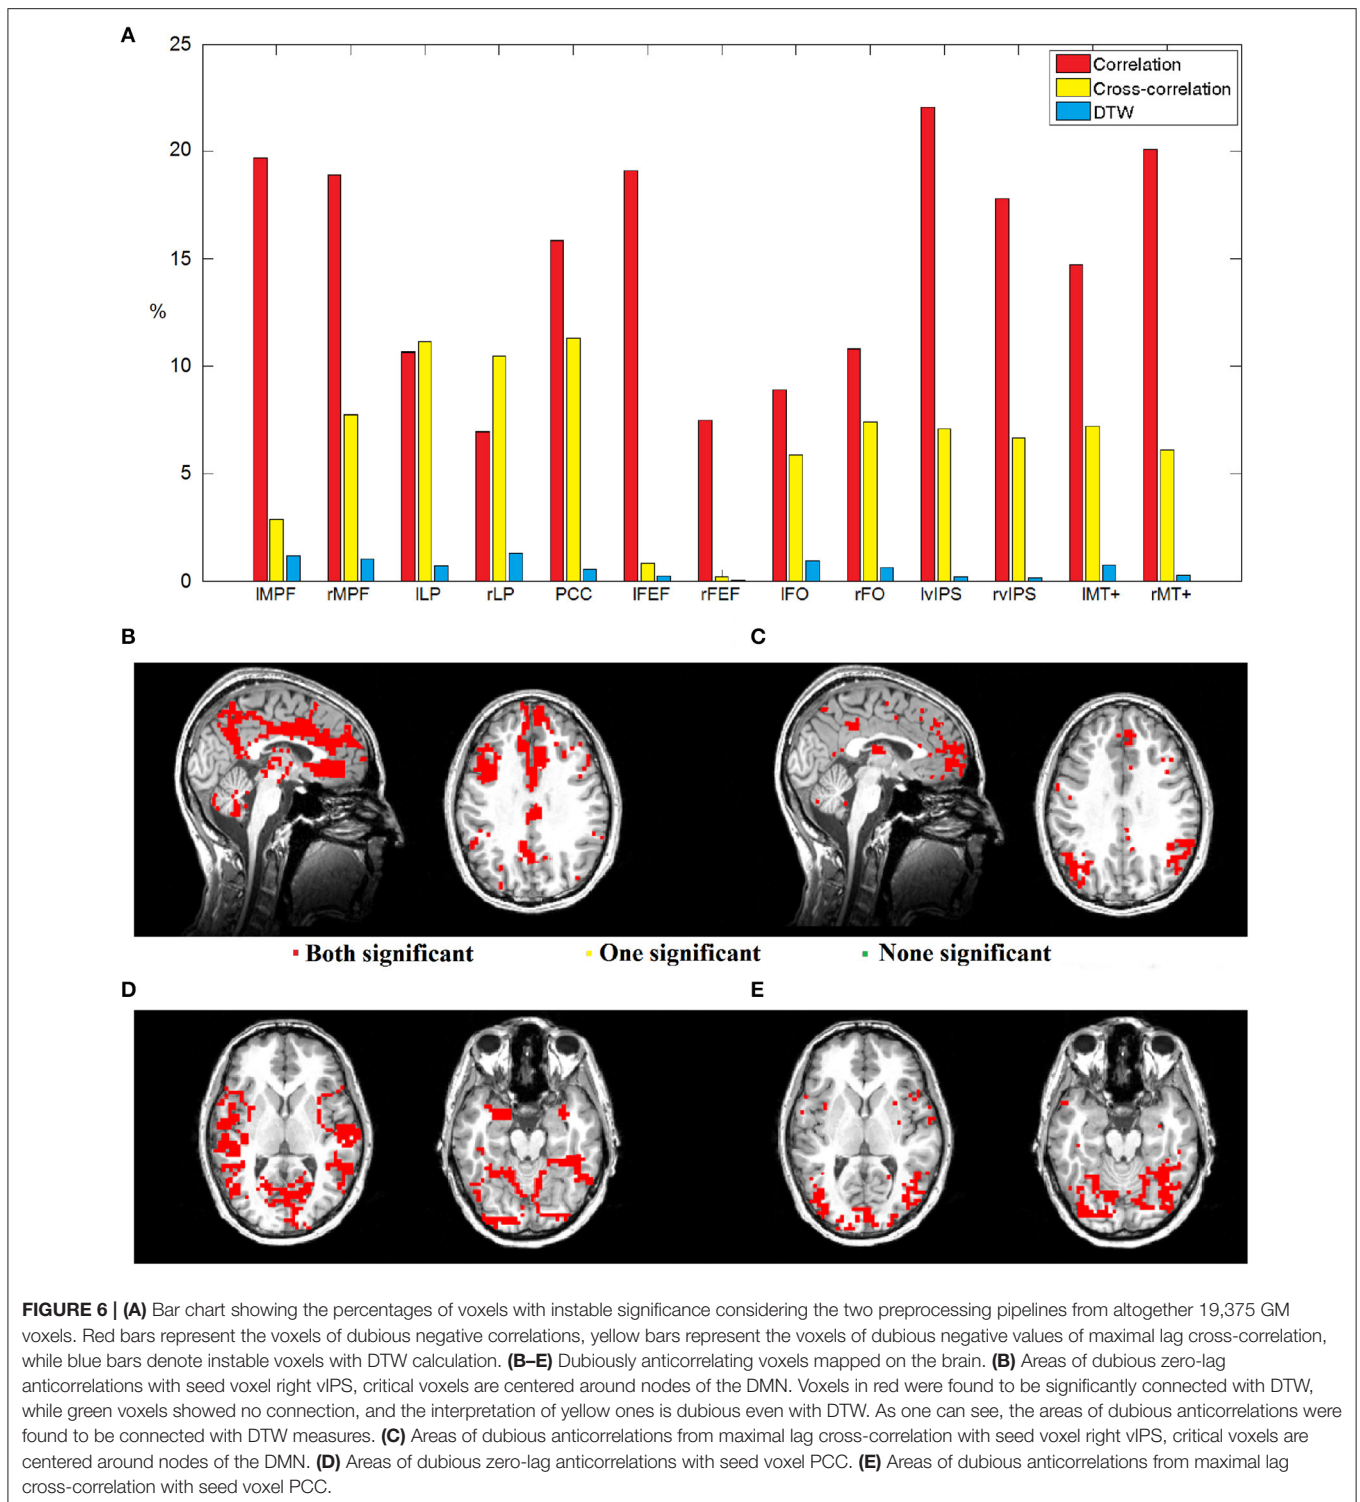 A
25
20
15
%
10
5
0
Correlation
Cross-correlation
DTW
lMPF rMPF lLP rLP PCC lFEF rFEF lFO rFO lvIPS rvIPS lMT+ rMT+
B
C
Both significant One significant None significant
D
E
FIGURE 6 | (A) Bar chart showing the percentages of voxels with instable significance considering the two preprocessing pipelines from altogether 19,375 GM
voxels. Red bars represent the voxels of dubious negative correlations, yellow bars represent the voxels of dubious negative values of maximal lag cross-correlation,
while blue bars denote instable voxels with DTW calculation. (B–E) Dubiously anticorrelating voxels mapped on the brain. (B) Areas of dubious zero-lag
anticorrelations with seed voxel right vIPS, critical voxels are centered around nodes of the DMN. Voxels in red were found to be significantly connected with DTW,
while green voxels showed no connection, and the interpretation of yellow ones is dubious even with DTW. As one can see, the areas of dubious anticorrelations were
found to be connected with DTW measures. (C) Areas of dubious anticorrelations from maximal lag cross-correlation with seed voxel right vIPS, critical voxels are
centered around nodes of the DMN. (D) Areas of dubious zero-lag anticorrelations with seed voxel PCC. (E) Areas of dubious anticorrelations from maximal lag
cross-correlation with seed voxel PCC.